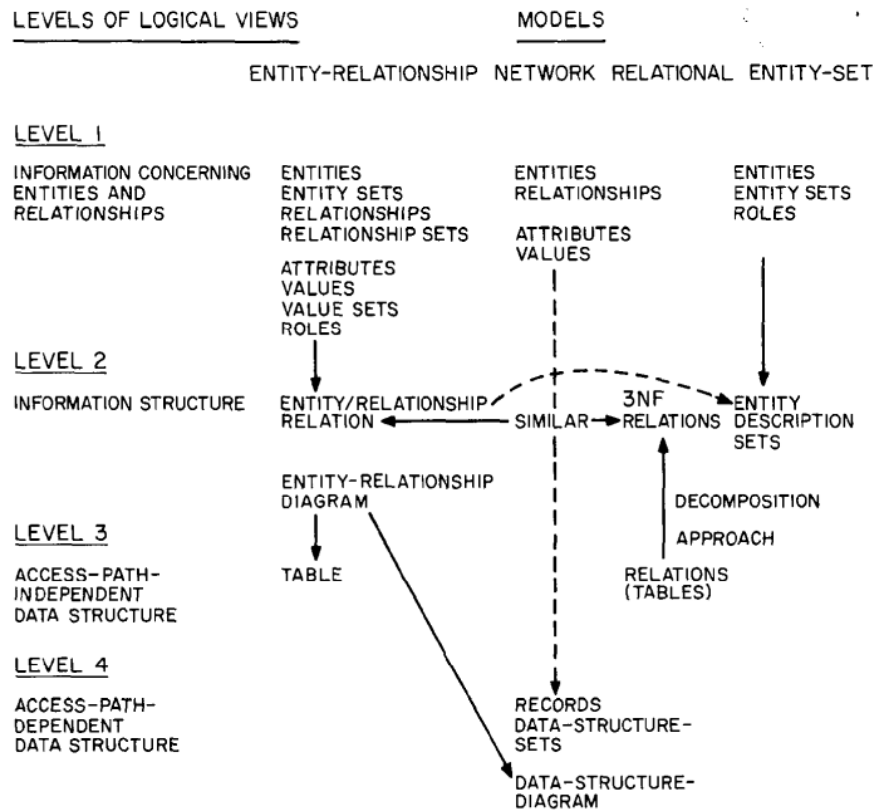 LEVELS OF LOGICAL VIEWS
MODELS
ENTITY-RELATIONSHIP NETWORK RELATIONAL ENTITY-SET
LEVEL 1
INFORMATION CONCERNING
ENTITIES AND
RELATIONSHIPS
ENTITIES
ENTITY SETS
RELATIONSHIPS
RELATIONSHIP SETS
ATTRIBUTES
VALUES
VALUE SETS
ROLES
ENTITIES
RELATIONSHIPS
ATTRIBUTES
VALUES
ENTITIES
ENTITY SETS
ROLES
LEVEL 2
INFORMATION STRUCTURE
ENTITY/RELATIONSHIP
RELATION
SIMILAR
3NF
RELATIONS
ENTITY
DESCRIPTION
SETS
ENTITY-RELATIONSHIP
DIAGRAM
DECOMPOSITION
APPROACH
LEVEL 3
ACCESS-PATH-
INDEPENDENT
DATA STRUCTURE
TABLE
RELATIONS
(TABLES)
LEVEL 4
ACCESS-PATH-
DEPENDENT
DATA STRUCTURE
RECORDS
DATA-STRUCTURE-
SETS
DATA-STRUCTURE-
DIAGRAM